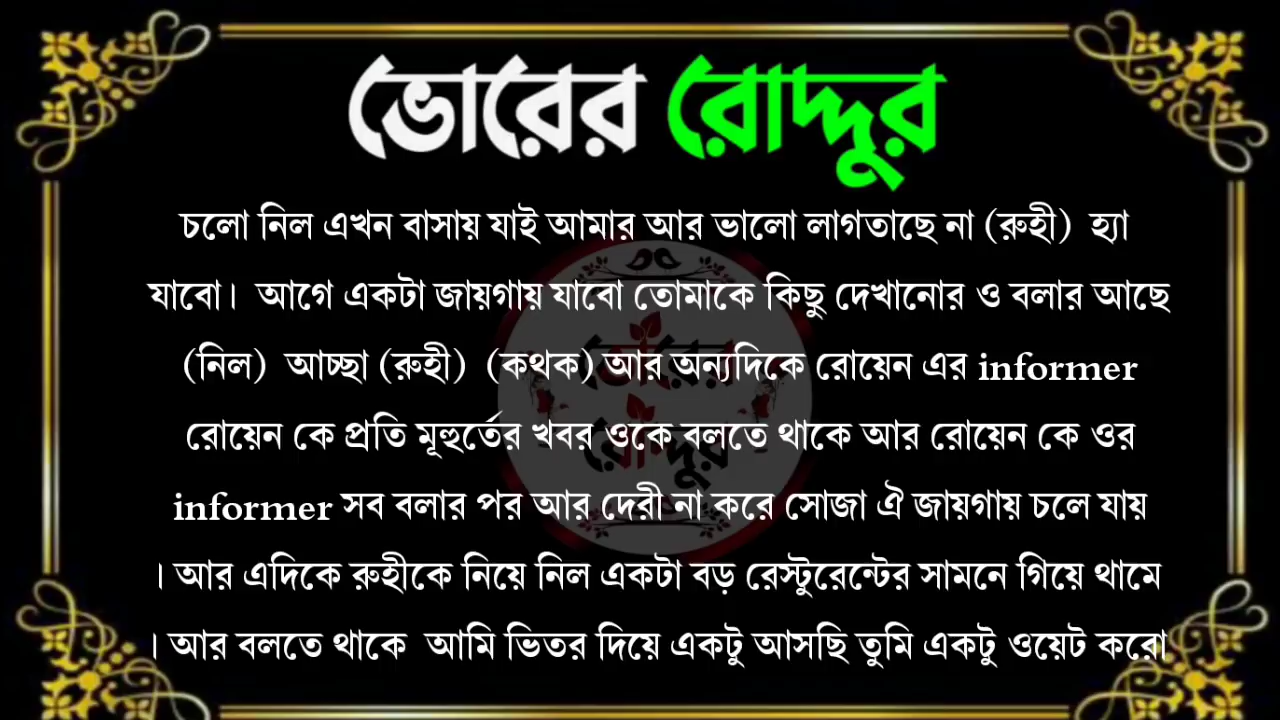 ভোরের রোদ্দুর
চলো নিল এখন বাসায় যাই আমার আর ভালো লাগতাছে না (রুহী)  হ্যা
যাবো।  আগে একটা জায়গায় যাবো তোমাকে কিছু দেখানোর ও বলার আছে
(নিল)  আচ্ছা (রুহী)  (কথক) আর অন্যদিকে রোয়েন এর informer
রোয়েন কে প্রতি মূহুর্তের খবর ওকে বলতে থাকে আর রোয়েন কে ওর
informer সব বলার পর আর দেরী না করে সোজা ঐ জায়গায় চলে যায়
। আর এদিকে রুহীকে নিয়ে নিল একটা বড় রেস্টুরেন্টের সামনে গিয়ে থামে
। আর বলতে থাকে  আমি ভিতর দিয়ে একটু আসছি তুমি একটু ওয়েট করো
ভোরের
রোদ্দুর